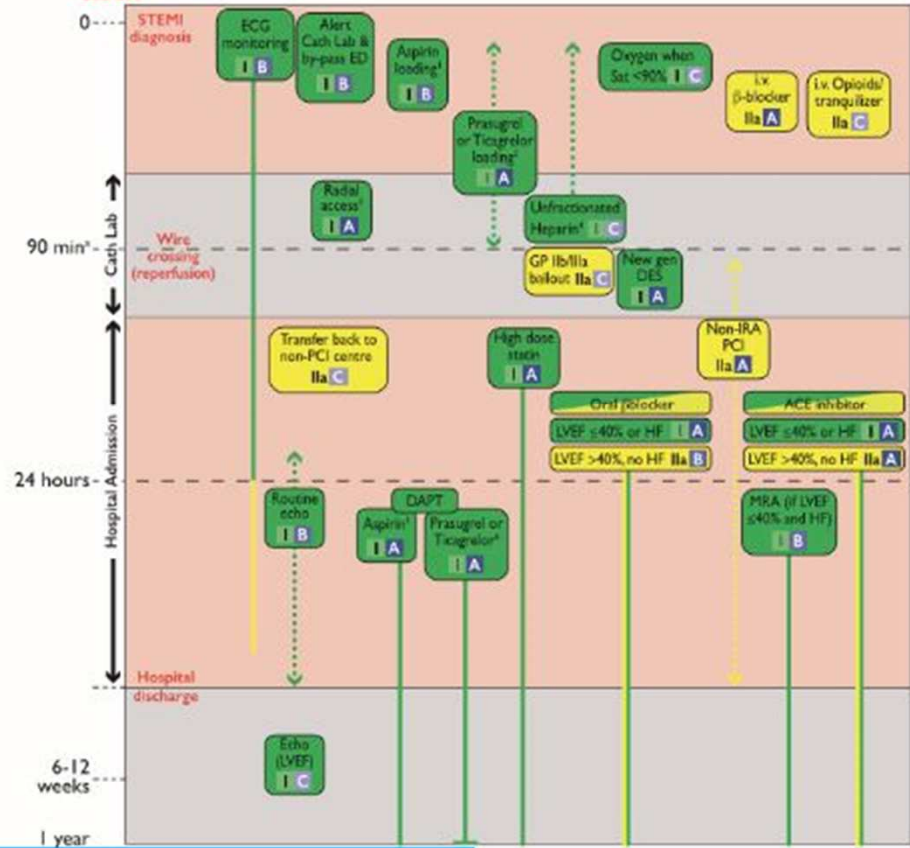 0
STEMI
diagnosis
ECG
monitoring
I B
Alert
Cath Lab &
by-pass ED
I B
Aspirin
loading¹
I B
Prasugrel
or Ticagrelor
loading²
I A
Oxygen when
Sat <90% I C
i.v.
β-blocker
IIa A
i.v. Opioids/
tranquilizer
IIa C
Cath Lab
Radial
access³
I A
Unfractionated
Heparin⁴ I C
90 min
Wire
crossing
(reperfusion)
GP IIb/IIIa
bailout IIa C
New gen
DES
I A
Hospital Admission
Transfer back to
non-PCI centre
IIa C
High dose
statin
I A
Non-IRA
PCI
IIa A
Oral βblocker
LVEF ≤40% or HF I A
LVEF >40%, no HF IIa B
ACE inhibitor
LVEF ≤40% or HF I A
LVEF >40%, no HF IIa A
24 hours
Routine
echo
I B
DAPT
Aspirin¹
I A
Prasugrel or
Ticagrelor
I A
MRA (if LVEF
≤40% and HF)
I B
Hospital
discharge
Echo
(LVEF)
I C
6-12
weeks
1 year